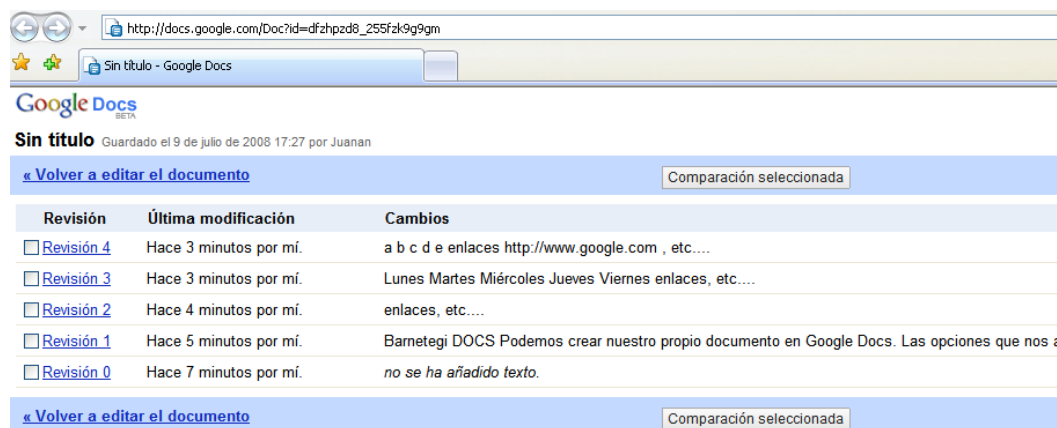 http://docs.google.com/Doc?id=dfzhpzd8_255fzk9g9gm
Sin título - Google Docs
Google Docs
BETA
Sin título Guardado el 9 de julio de 2008 17:27 por Juanan
« Volver a editar el documento Comparación seleccionada
Revisión Última modificación Cambios
Revisión 4 Hace 3 minutos por mí. a b c d e enlaces http://www.google.com , etc....
Revisión 3 Hace 3 minutos por mí. Lunes Martes Miércoles Jueves Viernes enlaces, etc....
Revisión 2 Hace 4 minutos por mí. enlaces, etc....
Revisión 1 Hace 5 minutos por mí. Barnetegi DOCS Podemos crear nuestro propio documento en Google Docs. Las opciones que nos a
Revisión 0 Hace 7 minutos por mí. no se ha añadido texto.
« Volver a editar el documento Comparación seleccionada